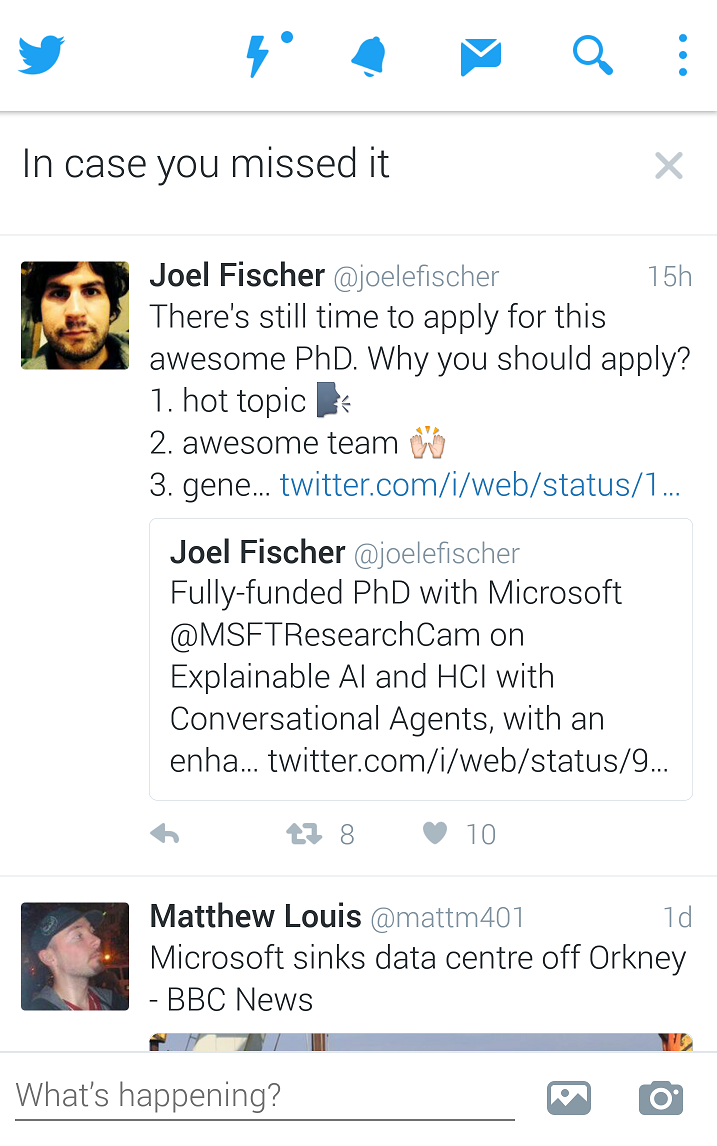 In case you missed it
Joel Fischer @joelefischer 15h
There's still time to apply for this
awesome PhD. Why you should apply?
1. hot topic 🗣
2. awesome team 🙌🏻
3. gene... twitter.com/i/web/status/1...
Joel Fischer @joelefischer
Fully-funded PhD with Microsoft
@MSFTResearchCam on
Explainable AI and HCI with
Conversational Agents, with an
enha... twitter.com/i/web/status/9...
8 10
Matthew Louis @mattm401 1d
Microsoft sinks data centre off Orkney
- BBC News
What's happening?